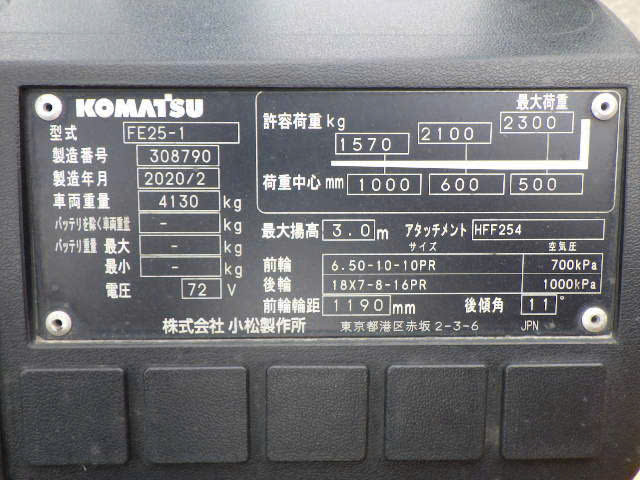 KOMATSU
型式 FE25-1
製造番号 308790
製造年月 2020/2
車両重量 4130 kg
バッテリを除く車両重量 - kg
バッテリ重量 最大 - kg
最小 - kg
電圧 72 V
最大荷重
許容荷重 kg 1570 2100 2300
荷重中心 mm 1000 600 500
最大揚高 3.0 m アタッチメント HFF254
サイズ 空気圧
前輪 6.50-10-10PR 700kPa
後輪 18X7-8-16PR 1000kPa
前輪輪距 1190 mm 後傾角 11°
株式会社 小松製作所 東京都港区赤坂2-3-6 JPN